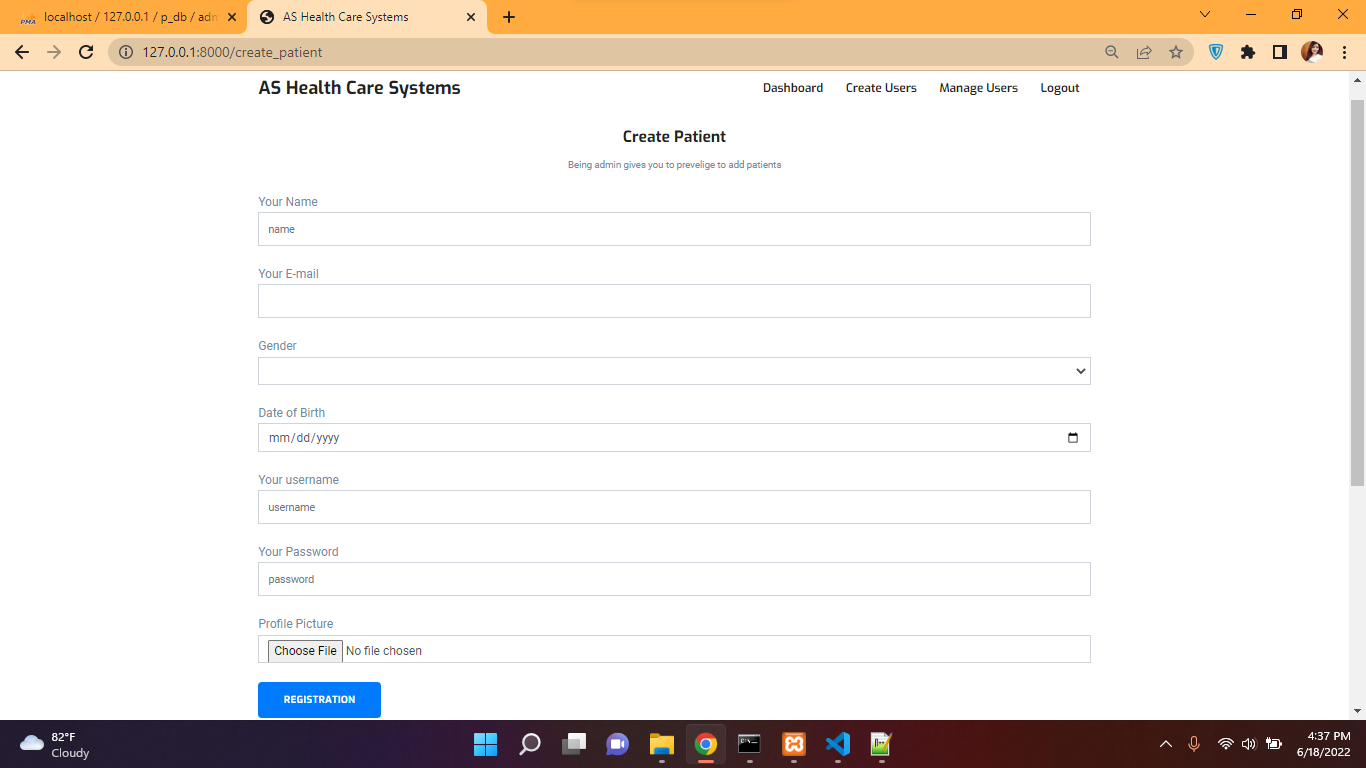 PMA localhost / 127.0.0.1 / p_db / adm
AS Health Care Systems
127.0.0.1:8000/create_patient
AS Health Care Systems
Dashboard Create Users Manage Users Logout
Create Patient
Being admin gives you to prevelige to add patients
Your Name
name
Your E-mail
Gender
Date of Birth
mm/dd/yyyy
Your username
username
Your Password
password
Profile Picture
Choose File No file chosen
REGISTRATION
82°F
Cloudy
4:37 PM
6/18/2022